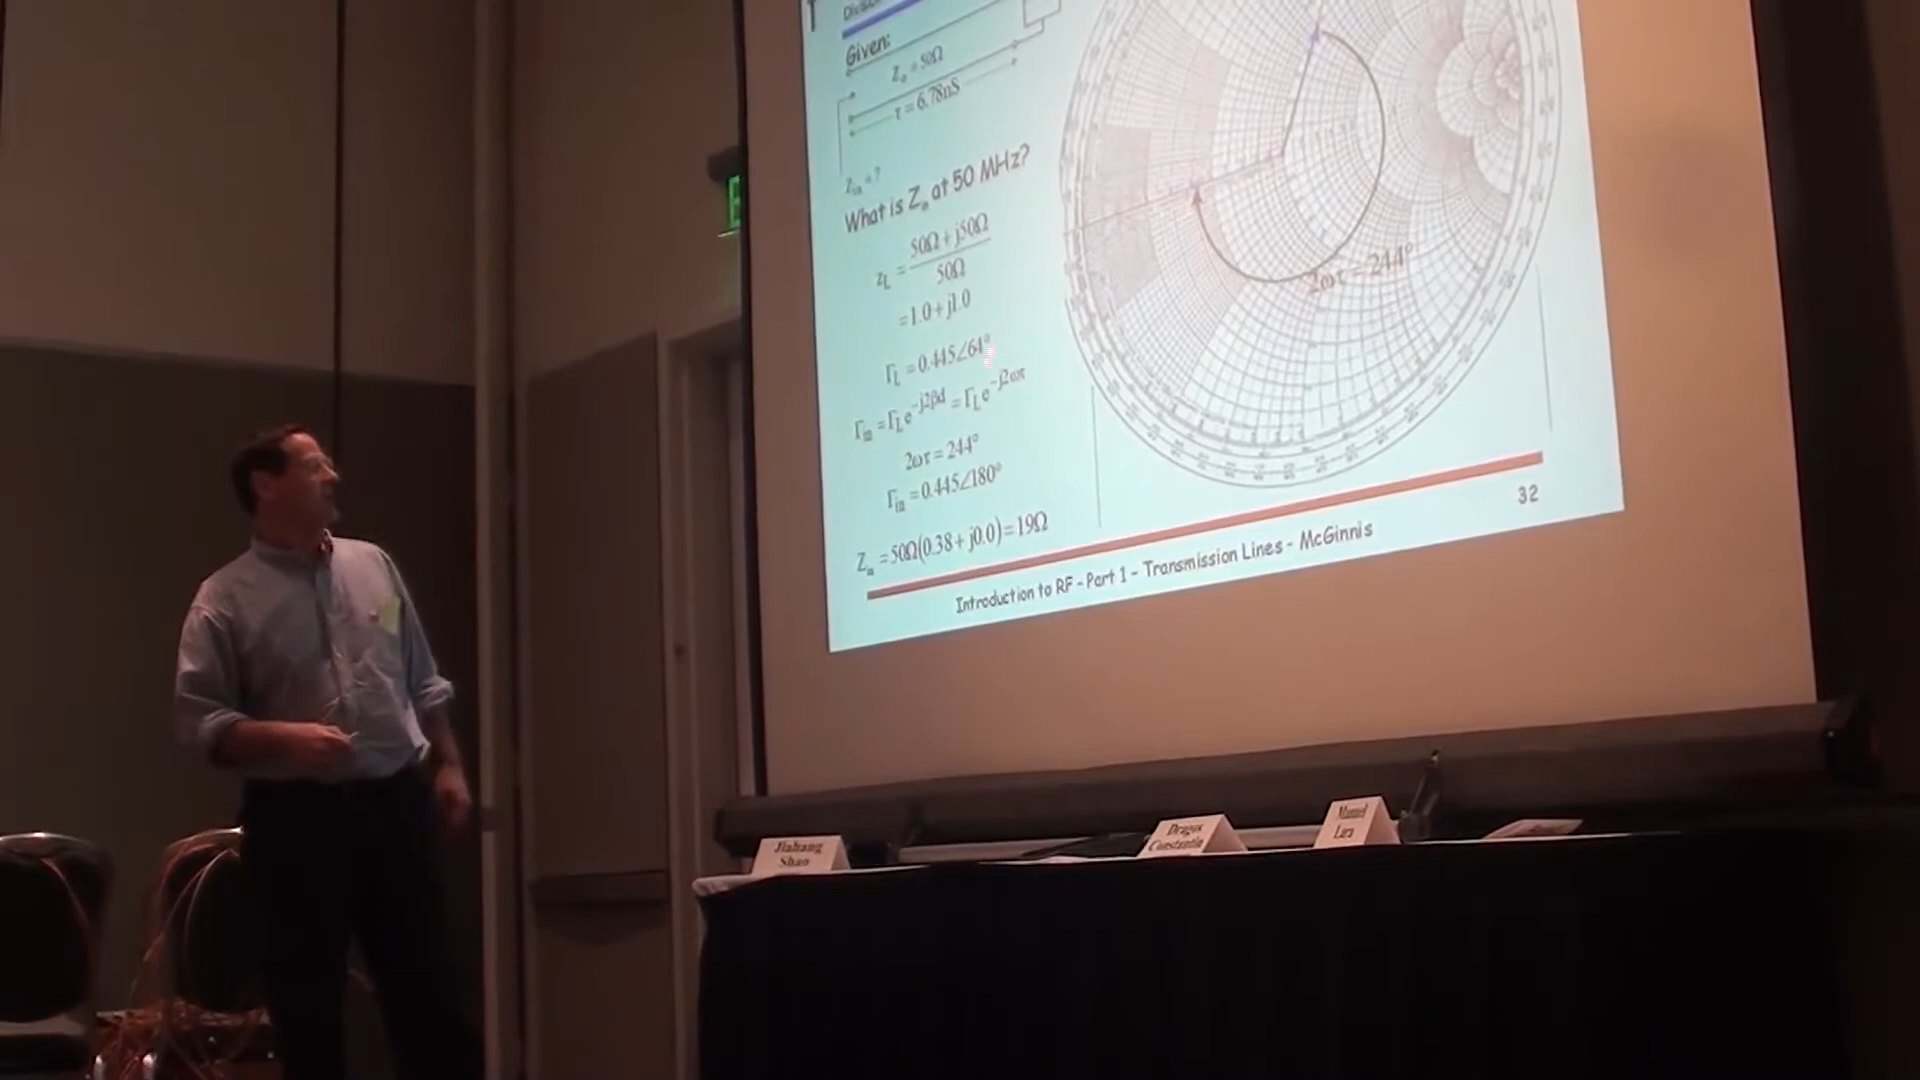 Given:
Z₀ = 50Ω
τ = 6.78nS
Z_in = ?
What is Z_in at 50 MHz?
z_L = (50Ω + j50Ω) / 50Ω
= 1.0 + j1.0
Γ_L = 0.445∠64°
Γ_in = Γ_L e^{-j2βd} = Γ_L e^{-j2ωτ}
2ωτ = 244°
Γ_in = 0.445∠180°
Z_in = 50Ω(0.38 + j0.0) = 19Ω
2ωτ = 244°
32
Introduction to RF - Part 1 - Transmission Lines - McGinnis
Jiahang
Shao
Dragos
Constantin
Manuel
Lara